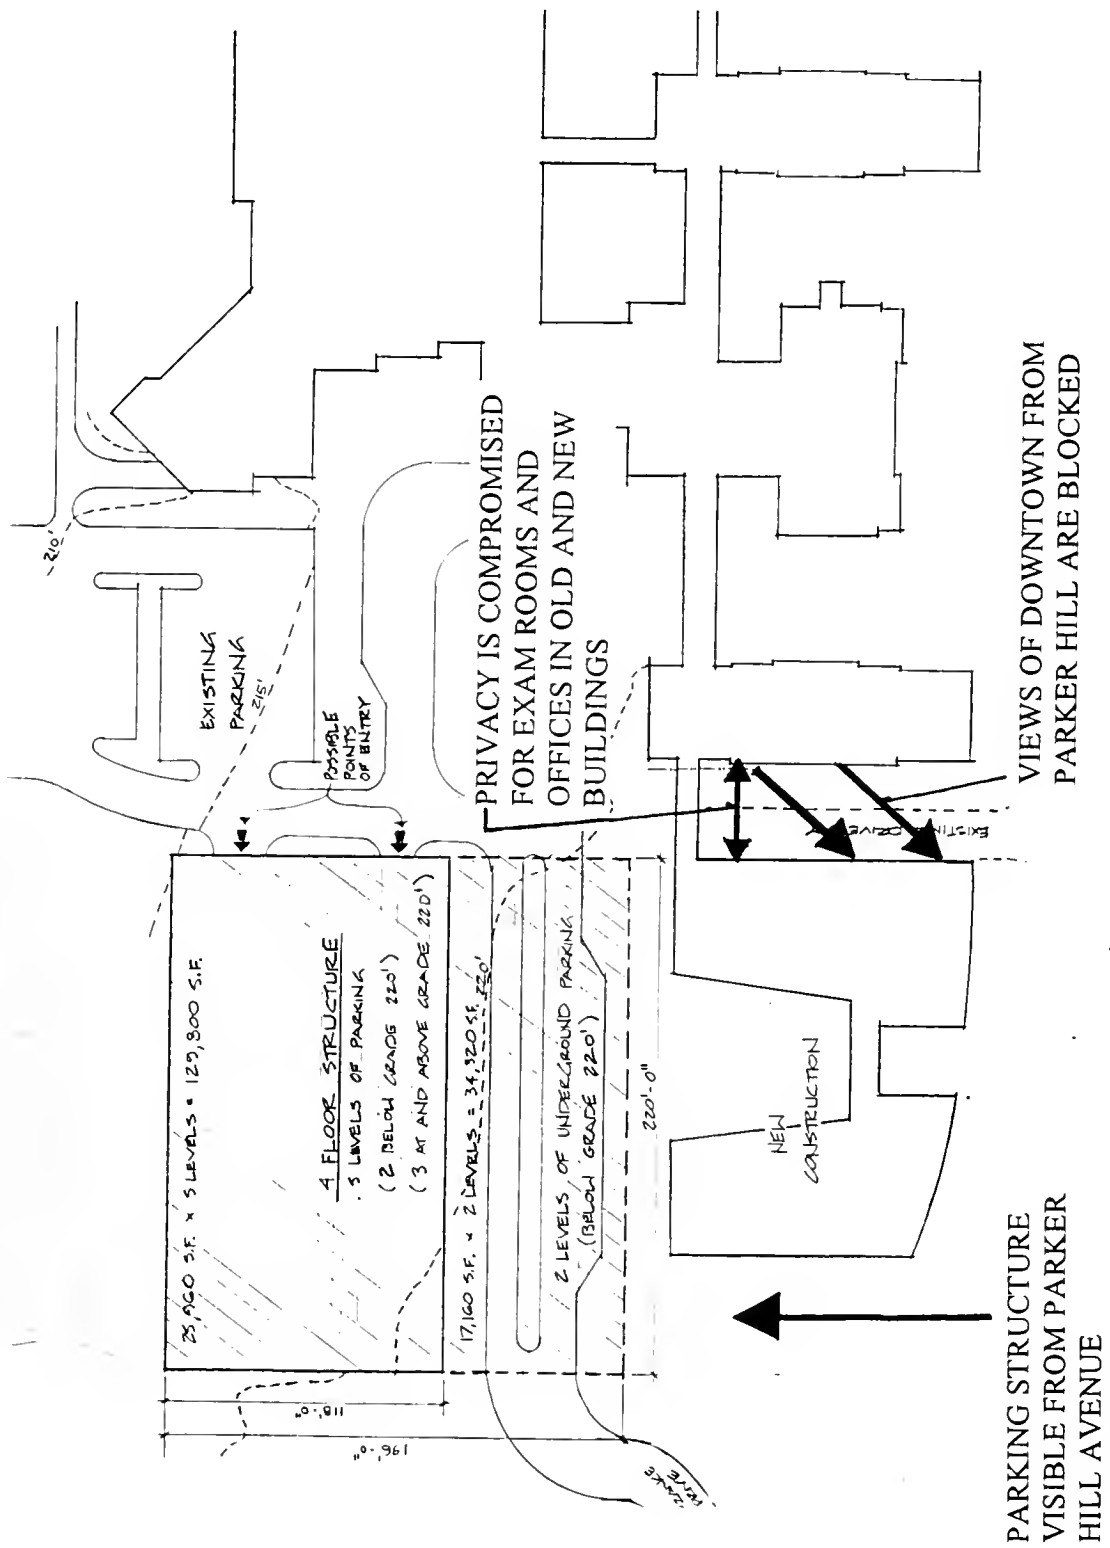 210'
EXISTING
PARKING
215'
POSSIBLE
POINTS
OF ENTRY
25,960 S.F. x 5 LEVELS = 129,800 S.F.
4 FLOOR STRUCTURE
5 LEVELS OF PARKING
(2 BELOW GRADE 220')
(3 AT AND ABOVE GRADE 220')
17,160 S.F. x 2 LEVELS = 34,320 S.F.
220'
2 LEVELS OF UNDERGROUND PARKING
(BELOW GRADE 220')
118'-0"
196'-0"
220'-0"
DRIVE
PRIVACY IS COMPROMISED
FOR EXAM ROOMS AND
OFFICES IN OLD AND NEW
BUILDINGS
NEW
CONSTRUCTION
EXISTING DRIVE
VIEWS OF DOWNTOWN FROM
PARKER HILL ARE BLOCKED
PARKING STRUCTURE
VISIBLE FROM PARKER
HILL AVENUE